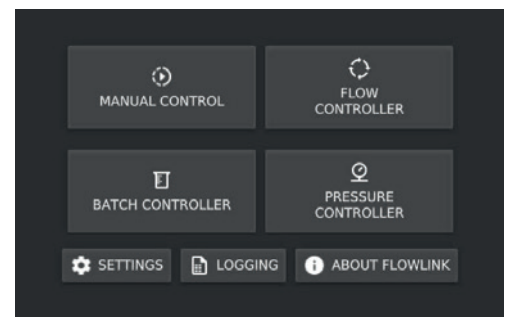 MANUAL CONTROL
FLOW
CONTROLLER
BATCH CONTROLLER
PRESSURE
CONTROLLER
SETTINGS
LOGGING
ABOUT FLOWLINK